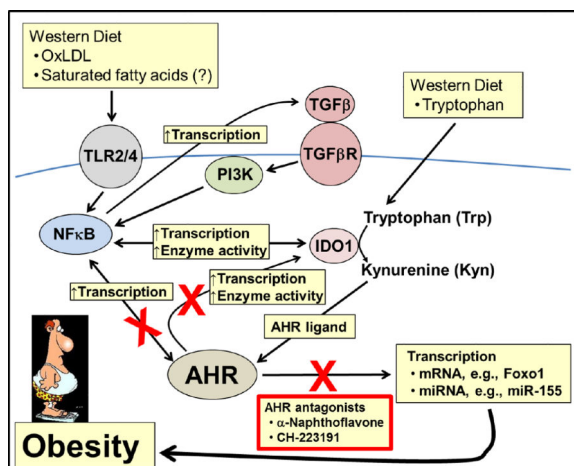 Western Diet
• OxLDL
• Saturated fatty acids (?)
Western Diet
• Tryptophan
TGFβ
↑Transcription
TLR2/4
TGFβR
PI3K
NFκB
Tryptophan (Trp)
↑Transcription
↑Enzyme activity
IDO1
↑Transcription
↑Enzyme activity
Kynurenine (Kyn)
↑Transcription
AHR ligand
AHR
Transcription
• mRNA, e.g., Foxo1
• miRNA, e.g., miR-155
AHR antagonists
• α-Naphthoflavone
• CH-223191
Obesity